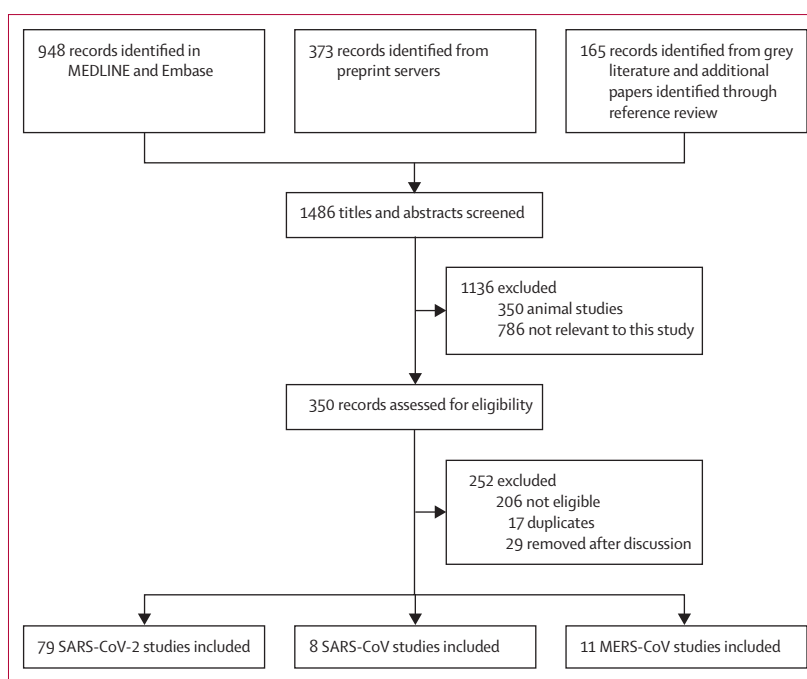 948 records identified in
MEDLINE and Embase
373 records identified from
preprint servers
165 records identified from grey
literature and additional
papers identified through
reference review
1486 titles and abstracts screened
1136 excluded
350 animal studies
786 not relevant to this study
350 records assessed for eligibility
252 excluded
206 not eligible
17 duplicates
29 removed after discussion
79 SARS-CoV-2 studies included
8 SARS-CoV studies included
11 MERS-CoV studies included